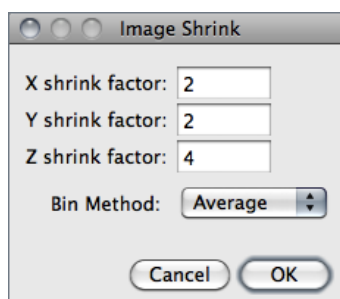 Image Shrink
X shrink factor: 2
Y shrink factor: 2
Z shrink factor: 4
Bin Method: Average
Cancel OK